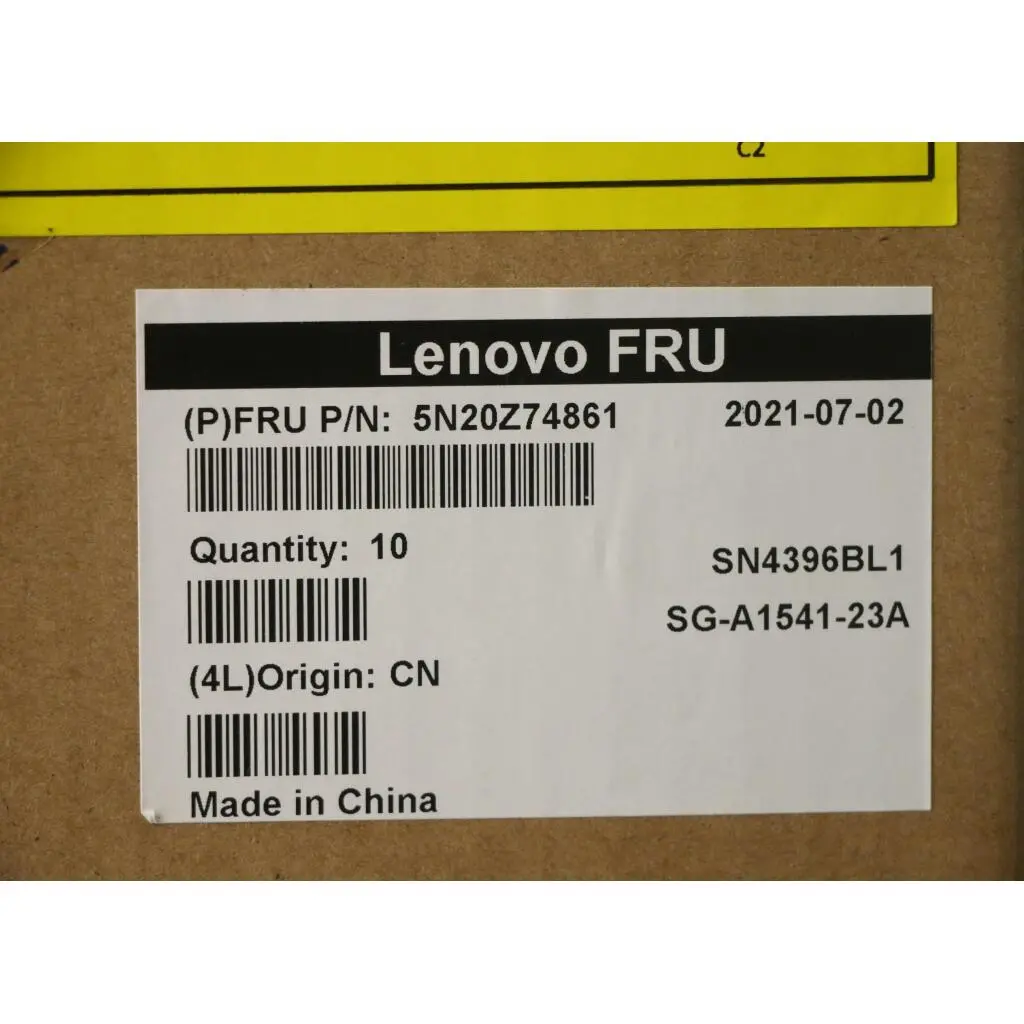 C2
Lenovo FRU
(P)FRU P/N: 5N20Z74861 2021-07-02
Quantity: 10
SN4396BL1
SG-A1541-23A
(4L)Origin: CN
Made in China